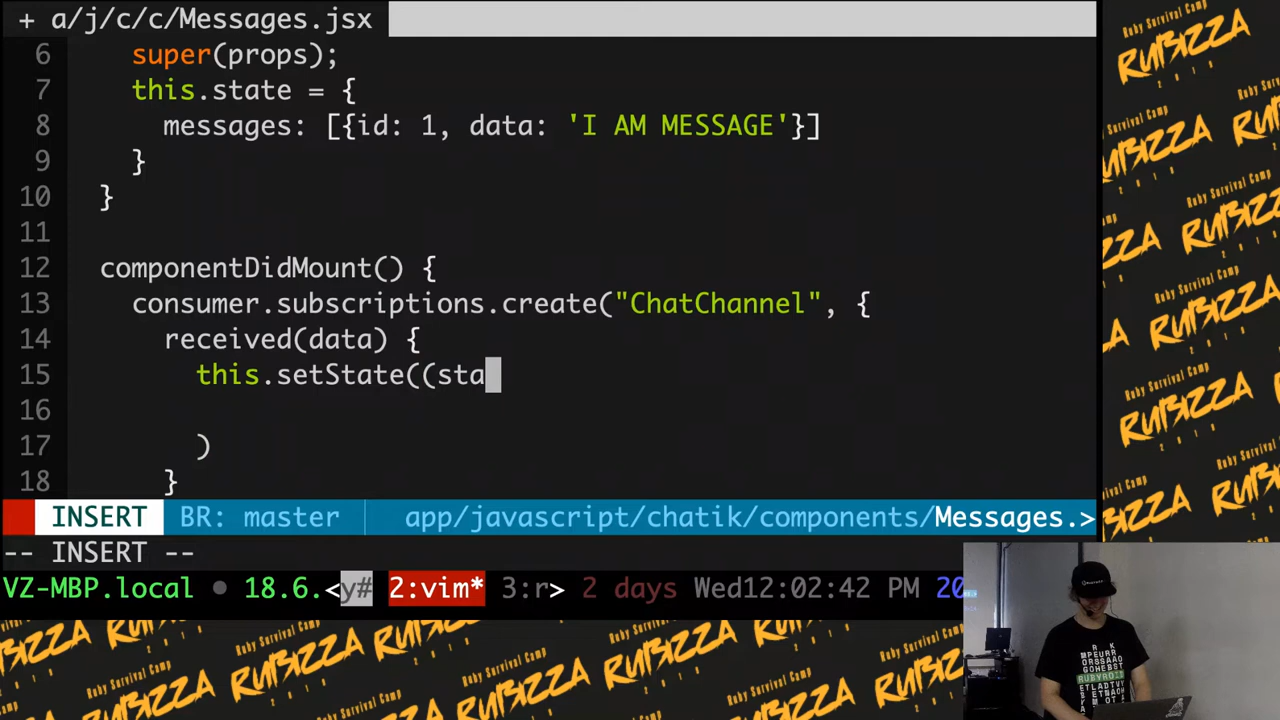 + a/j/c/c/Messages.jsx
6 super(props);
7 this.state = {
8 messages: [{id: 1, data: 'I AM MESSAGE'}]
9 }
10 }
11
12 componentDidMount() {
13 consumer.subscriptions.create("ChatChannel", {
14 received(data) {
15 this.setState((sta
16
17 )
18 }
INSERT BR: master app/javascript/chatik/components/Messages.>
-- INSERT --
VZ-MBP.local • 18.6.<y# 2:vim* 3:r> 2 days Wed12:02:42 PM 20
Ruby Survival Camp
RUBIZZA
2018